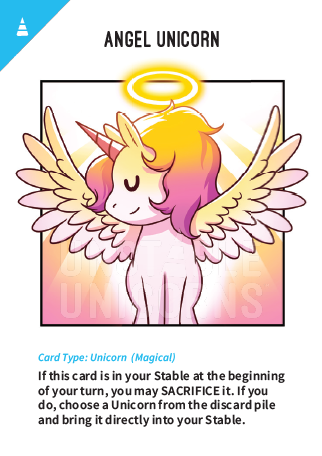 ANGEL UNICORN
UNSTABLE
UNICORNS
Card Type: Unicorn (Magical)
If this card is in your Stable at the beginning
of your turn, you may SACRIFICE it. If you
do, choose a Unicorn from the discard pile
and bring it directly into your Stable.